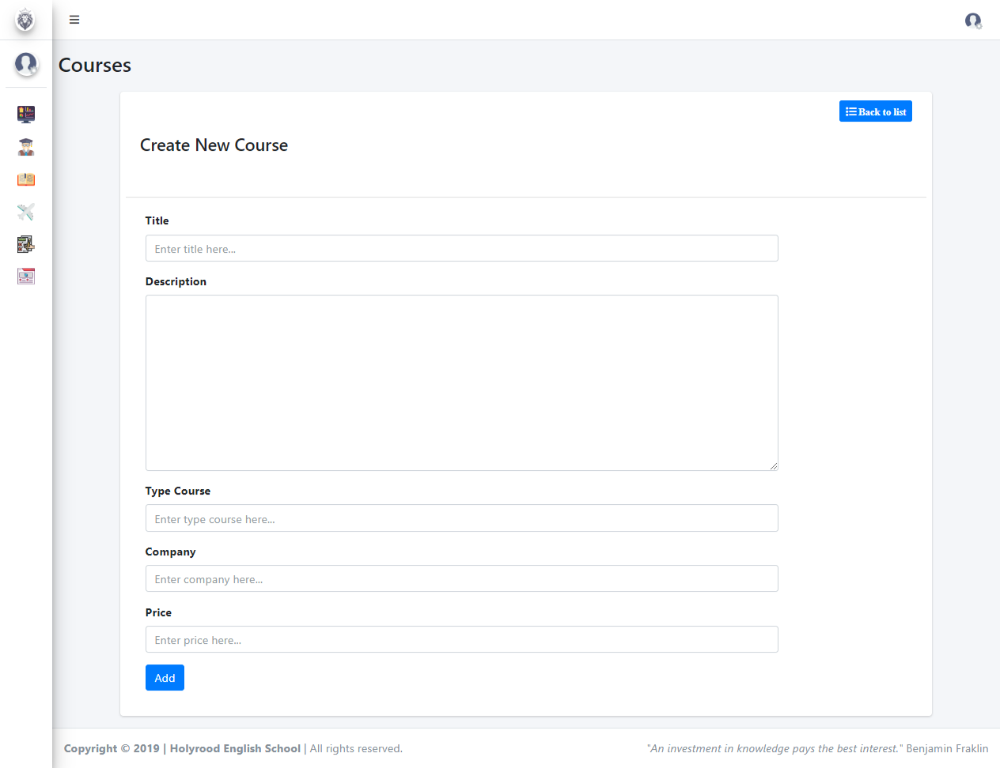 Courses
Back to list
Create New Course
Title
Enter title here...
Description
Type Course
Enter type course here...
Company
Enter company here...
Price
Enter price here...
Add
Copyright © 2019 | Holyrood English School | All rights reserved.
"An investment in knowledge pays the best interest." Benjamin Fraklin